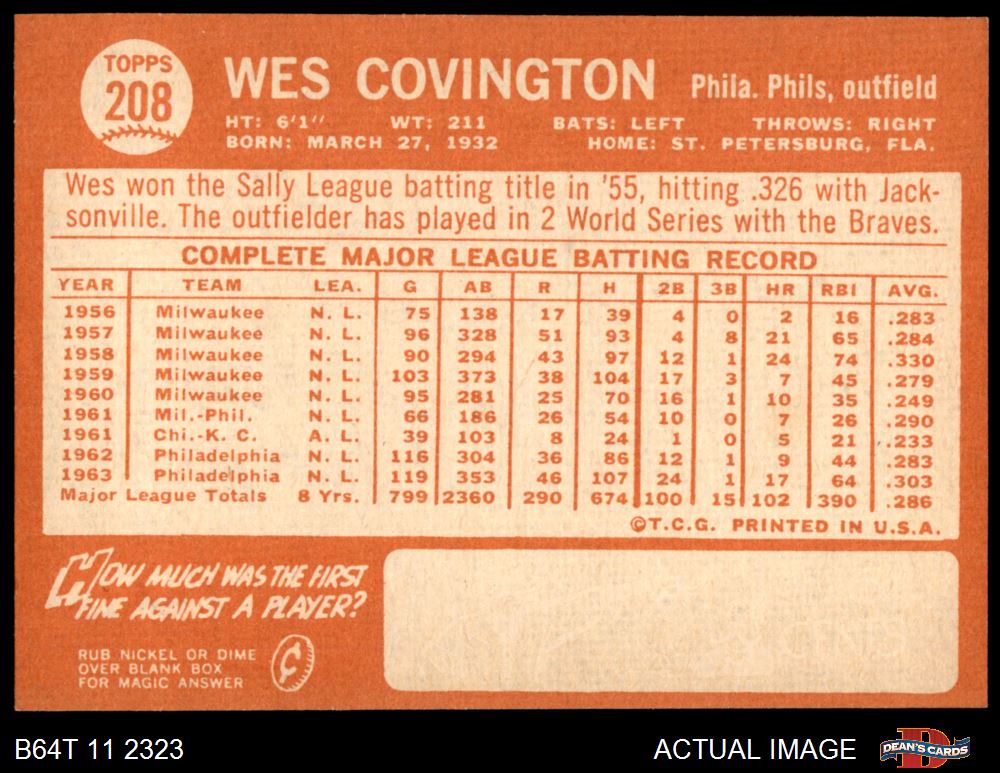 TOPPS
208
WES COVINGTON Phila. Phils, outfield
HT: 6'1" WT: 211 BATS: LEFT THROWS: RIGHT
BORN: MARCH 27, 1932 HOME: ST. PETERSBURG, FLA.
Wes won the Sally League batting title in '55, hitting .326 with Jack-
sonville. The outfielder has played in 2 World Series with the Braves.
COMPLETE MAJOR LEAGUE BATTING RECORD
YEAR TEAM LEA. G AB R H 2B 3B HR RBI AVG.
1956 Milwaukee N. L. 75 138 17 39 4 0 2 16 .283
1957 Milwaukee N. L. 96 328 51 93 4 8 21 65 .284
1958 Milwaukee N. L. 90 294 43 97 12 1 24 74 .330
1959 Milwaukee N. L. 103 373 38 104 17 3 7 45 .279
1960 Milwaukee N. L. 95 281 25 70 16 1 10 35 .249
1961 Mil.-Phil. N. L. 66 186 26 54 10 0 7 26 .290
1961 Chi.-K. C. A. L. 39 103 8 24 1 0 5 21 .233
1962 Philadelphia N. L. 116 304 36 86 12 1 9 44 .283
1963 Philadelphia N. L. 119 353 46 107 24 1 17 64 .303
Major League Totals 8 Yrs. 799 2360 290 674 100 15 102 390 .286
©T.C.G. PRINTED IN U.S.A.
HOW MUCH WAS THE FIRST
FINE AGAINST A PLAYER?
RUB NICKEL OR DIME
OVER BLANK BOX
FOR MAGIC ANSWER
¢
B64T 11 2323 ACTUAL IMAGE DEAN'S CARDS